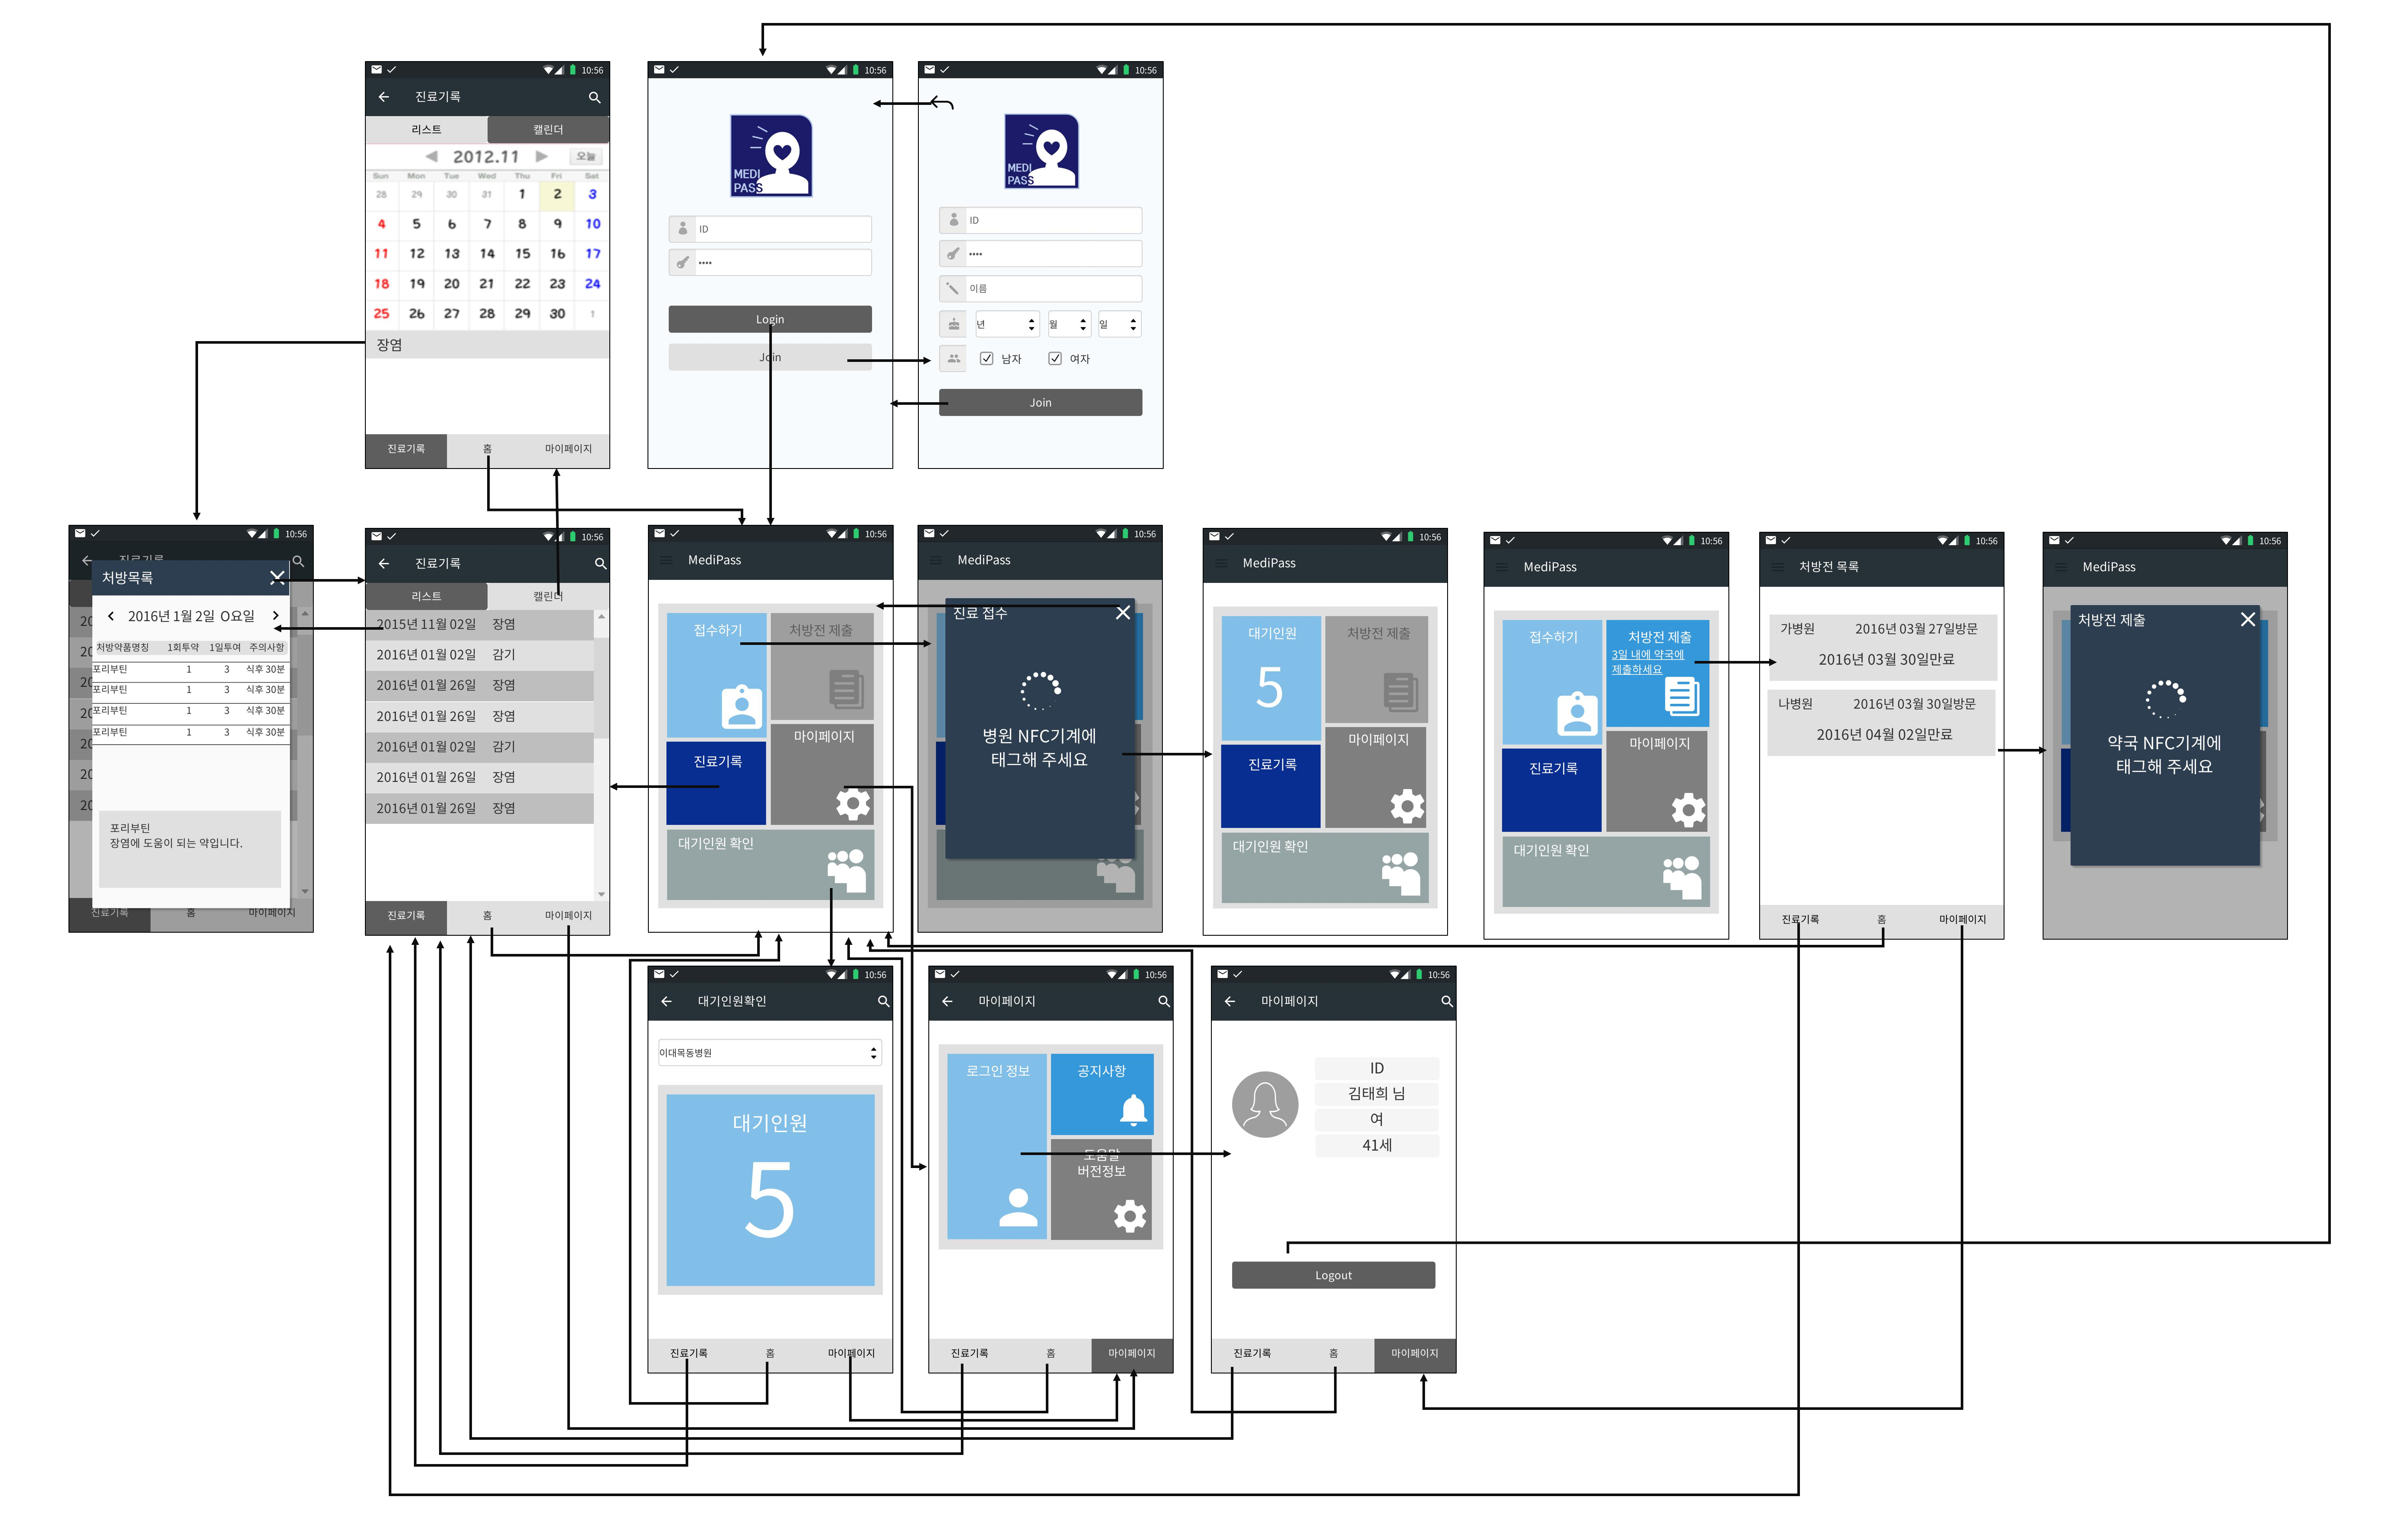 10:56
진료기록
리스트 캘린더
2012.11 오늘
Sun Mon Tue Wed Thu Fri Sat
28 29 30 31 1 2 3
4 5 6 7 8 9 10
11 12 13 14 15 16 17
18 19 20 21 22 23 24
25 26 27 28 29 30 1
장염
진료기록 홈 마이페이지
10:56
MEDI
PASS
ID
••••
Login
Join
10:56
MEDI
PASS
ID
••••
이름
년 월 일
남자 여자
Join
10:56
진료기록
처방목록
2016년 1월 2일 O요일
처방약품명칭 1회투약 1일투여 주의사항
포리부틴 1 3 식후 30분
포리부틴 1 3 식후 30분
포리부틴 1 3 식후 30분
포리부틴 1 3 식후 30분
포리부틴
장염에 도움이 되는 약입니다.
진료기록 홈 마이페이지
10:56
진료기록
리스트 캘린더
2015년 11월 02일 장염
2016년 01월 02일 감기
2016년 01월 26일 장염
2016년 01월 26일 장염
2016년 01월 02일 감기
2016년 01월 26일 장염
2016년 01월 26일 장염
진료기록 홈 마이페이지
10:56
MediPass
접수하기 처방전 제출
진료기록 마이페이지
대기인원 확인
10:56
MediPass
진료 접수
병원 NFC기계에
태그해 주세요
10:56
MediPass
대기인원 처방전 제출
5
진료기록 마이페이지
대기인원 확인
10:56
MediPass
접수하기 처방전 제출
3일 내에 약국에
제출하세요
진료기록 마이페이지
대기인원 확인
10:56
처방전 목록
가병원 2016년 03월 27일방문
2016년 03월 30일만료
나병원 2016년 03월 30일방문
2016년 04월 02일만료
진료기록 홈 마이페이지
10:56
MediPass
처방전 제출
약국 NFC기계에
태그해 주세요
10:56
대기인원확인
이대목동병원
대기인원
5
진료기록 홈 마이페이지
10:56
마이페이지
로그인 정보 공지사항
도움말
버전정보
진료기록 홈 마이페이지
10:56
마이페이지
ID
김태희 님
여
41세
Logout
진료기록 홈 마이페이지